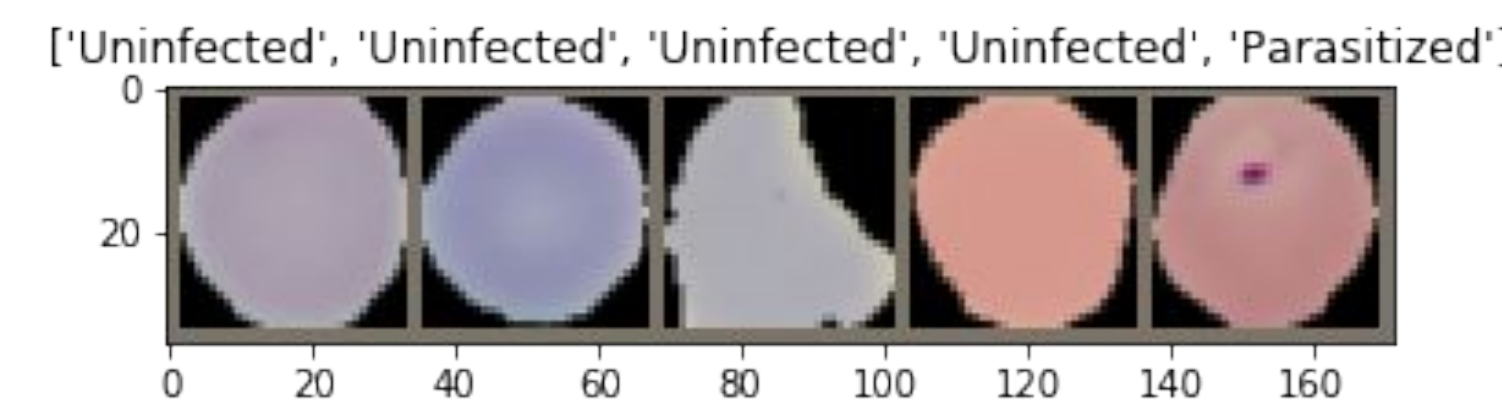 ['Uninfected', 'Uninfected', 'Uninfected', 'Uninfected', 'Parasitized']
0
20
0 20 40 60 80 100 120 140 160